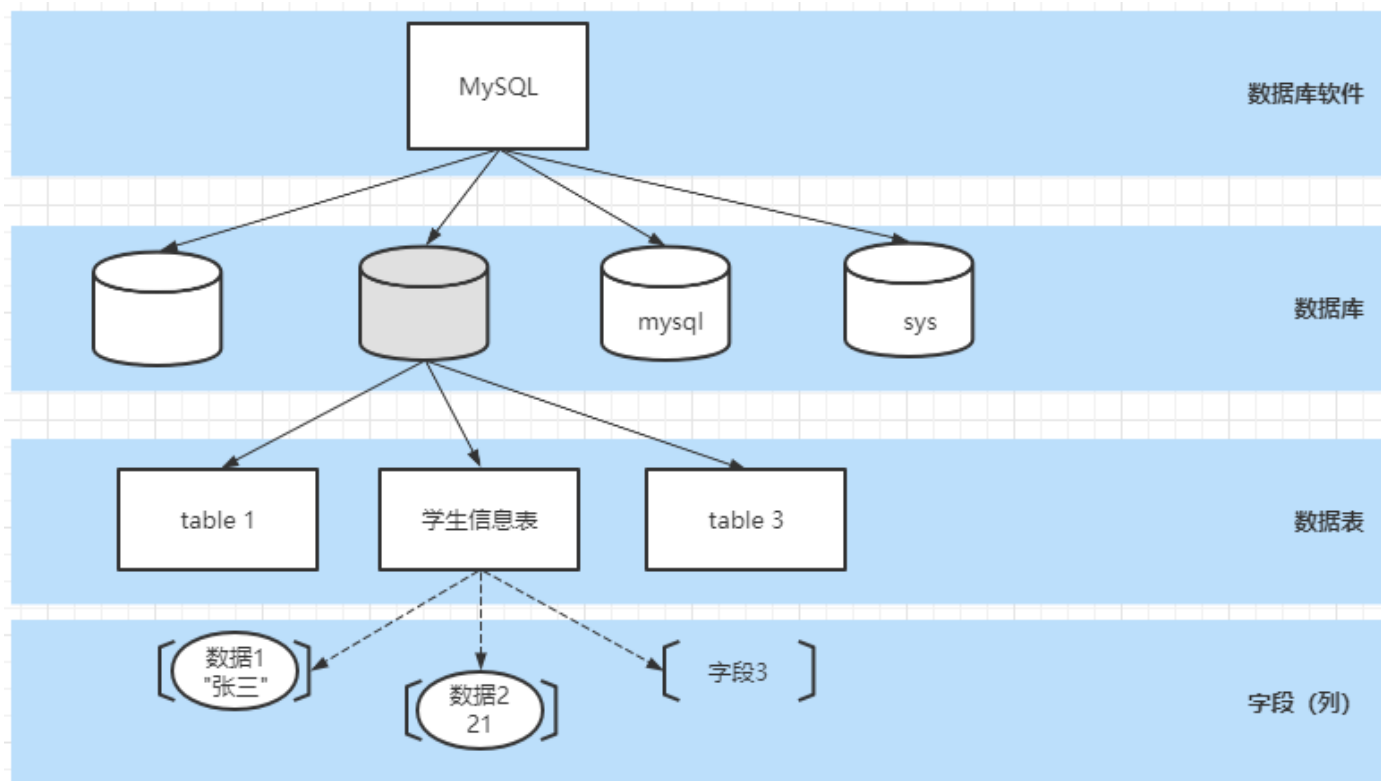 MySQL
数据库软件
mysql
sys
数据库
table 1
学生信息表
table 3
数据表
数据1
"张三"
数据2
21
字段3
字段（列）